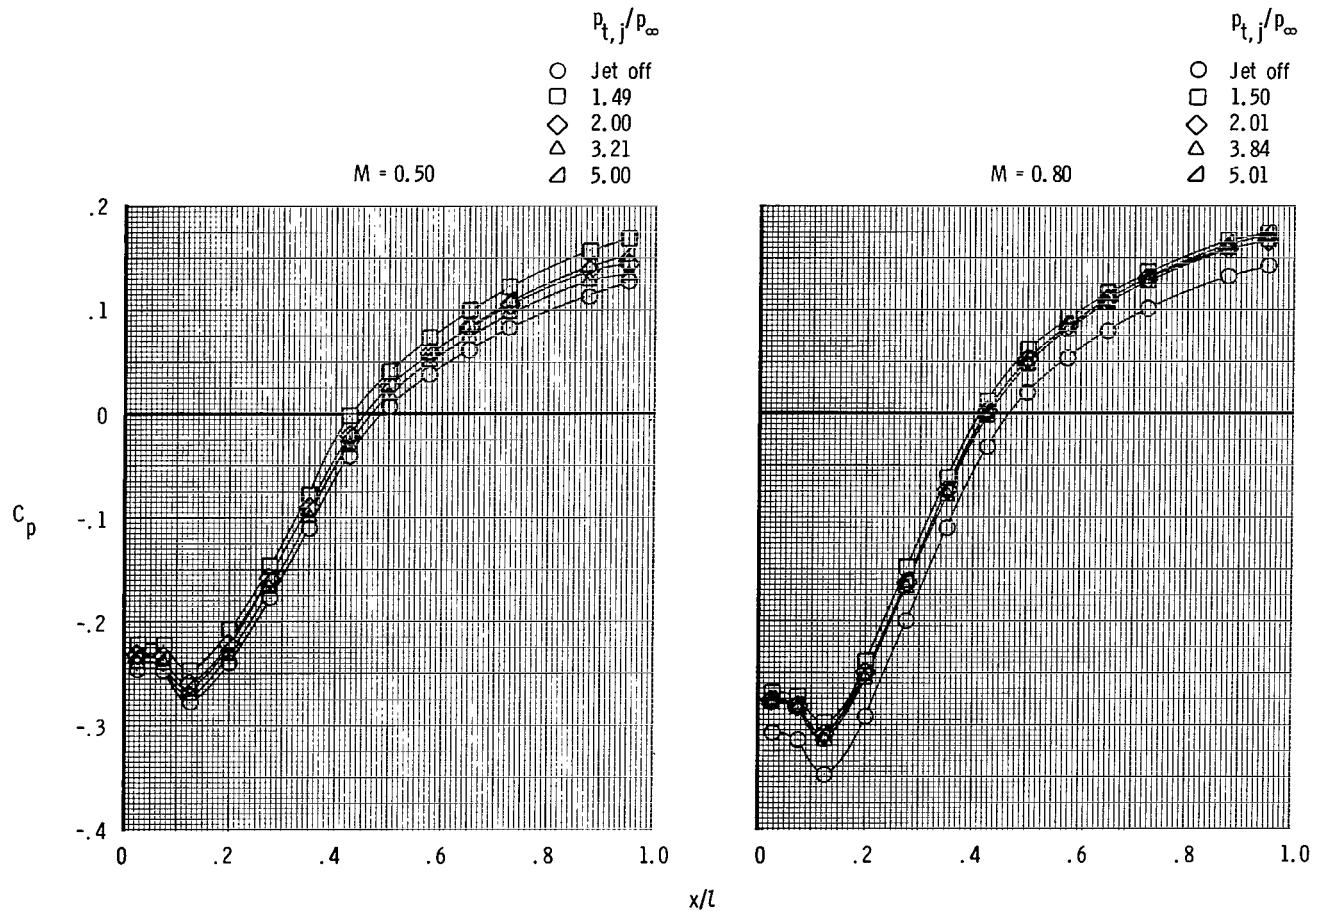 p_t,j/p_∞
Jet off
1.49
2.00
3.21
5.00
M = 0.50
p_t,j/p_∞
Jet off
1.50
2.01
3.84
5.01
M = 0.80
.2
.1
0
-.1
-.2
-.3
-.4
C_p
0 .2 .4 .6 .8 1.0
0 .2 .4 .6 .8 1.0
x/l